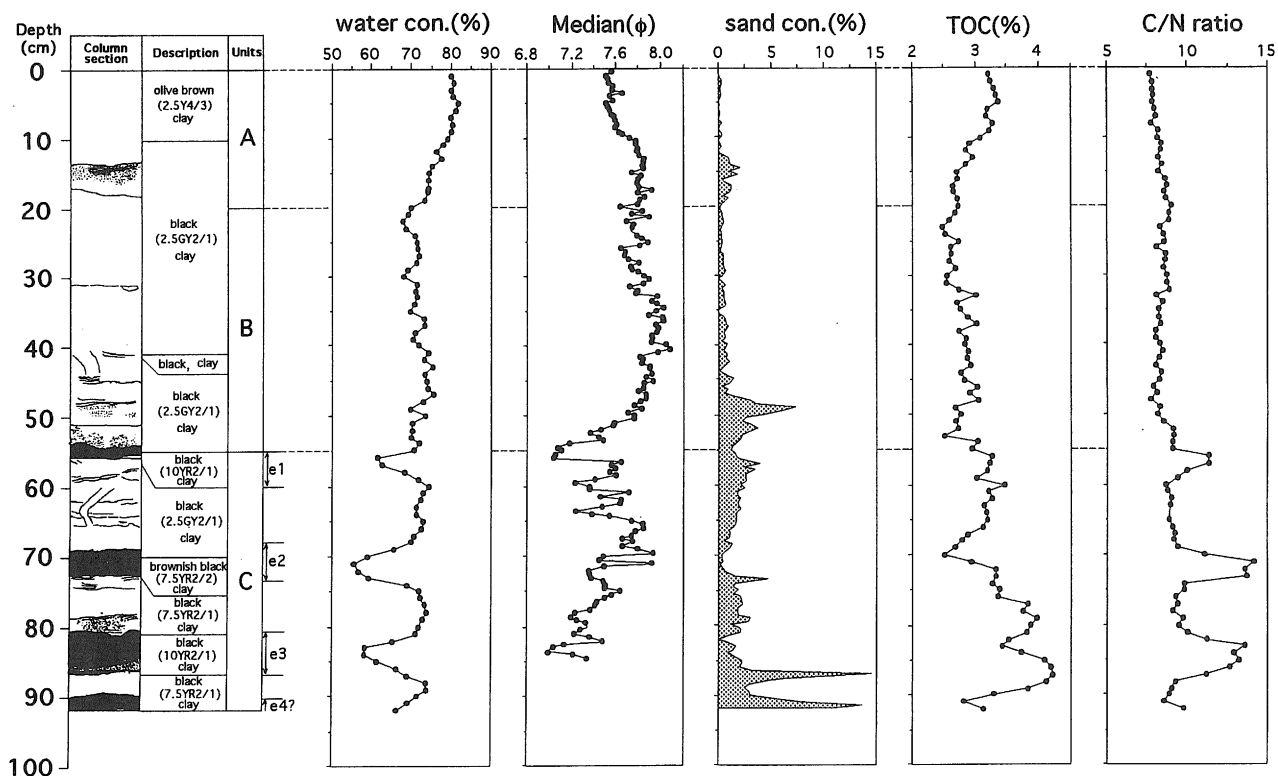 water con.(%) Median(ϕ) sand con.(%) TOC(%) C/N ratio
Depth
(cm)
Column
section
Description
Units
50 60 70 80 90
6.8 7.2 7.6 8.0
0 5 10 15
2 3 4
5 10 15
0
10
20
30
40
50
60
70
80
90
100
olive brown
(2.5Y4/3)
clay
black
(2.5GY2/1)
clay
black, clay
black
(2.5GY2/1)
clay
black
(10YR2/1)
clay
black
(2.5GY2/1)
clay
brownish black
(7.5YR2/2)
clay
black
(7.5YR2/1)
clay
black
(10YR2/1)
clay
black
(7.5YR2/1)
clay
A
B
C
e1
e2
e3
e4?